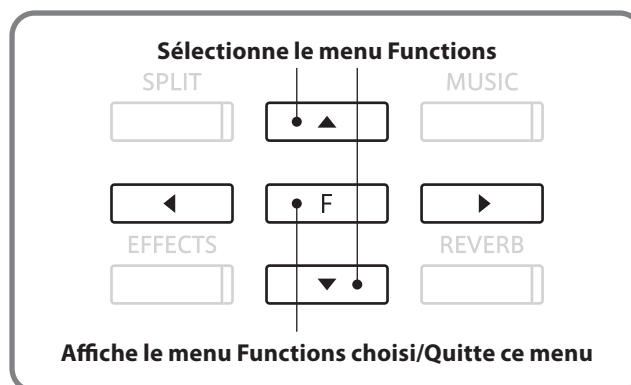 Sélectionne le menu Functions
SPLIT
MUSIC
F
EFFECTS
REVERB
Affiche le menu Functions choisi/Quitte ce menu